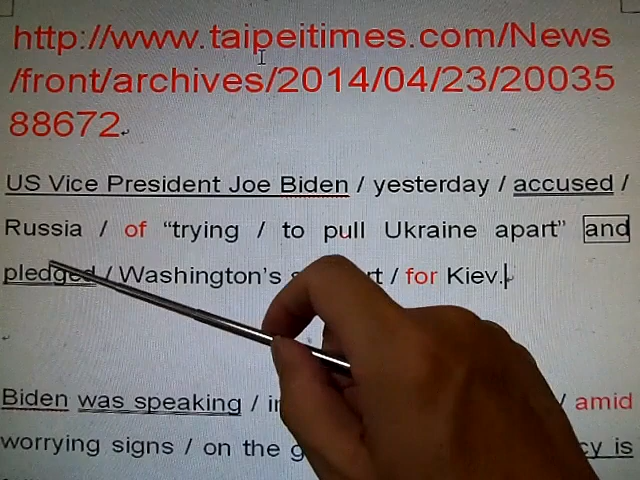 http://www.taipeitimes.com/News
/front/archives/2014/04/23/20035
88672
US Vice President Joe Biden / yesterday / accused /
Russia / of “trying / to pull Ukraine apart” and
pledged / Washington's / for Kiev.
Biden was speaking / / amid
worrying signs / on the is